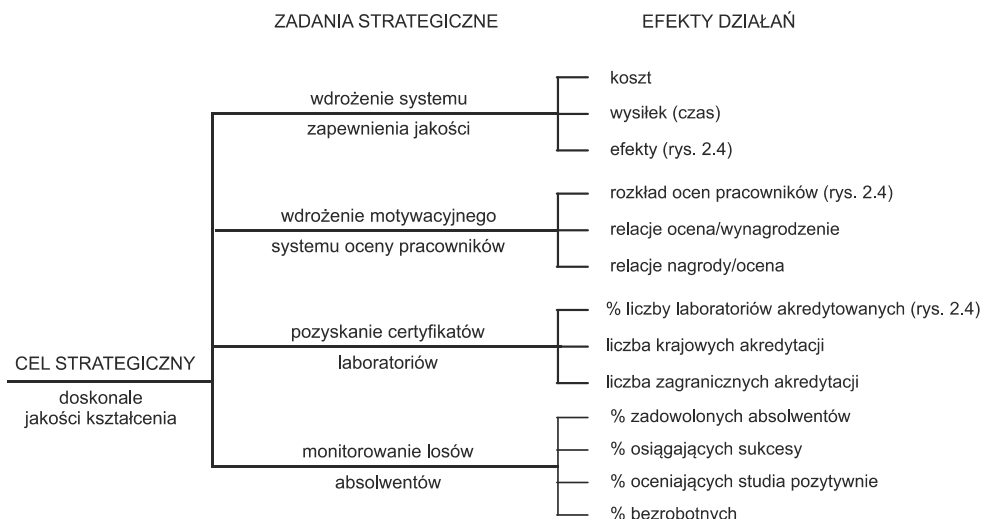 ZADANIA STRATEGICZNE
EFEKTY DZIAŁAŃ
wdrożenie systemu
zapewnienia jakości
koszt
wysiłek (czas)
efekty (rys. 2.4)
wdrożenie motywacyjnego
systemu oceny pracowników
rozkład ocen pracowników (rys. 2.4)
relacje ocena/wynagrodzenie
relacje nagrody/ocena
pozyskanie certyfikatów
laboratoriów
% liczby laboratoriów akredytowanych (rys. 2.4)
liczba krajowych akredytacji
liczba zagranicznych akredytacji
CEL STRATEGICZNY
doskonale
jakości kształcenia
monitorowanie losów
absolwentów
% zadowolonych absolwentów
% osiągających sukcesy
% oceniających studia pozytywnie
% bezrobotnych